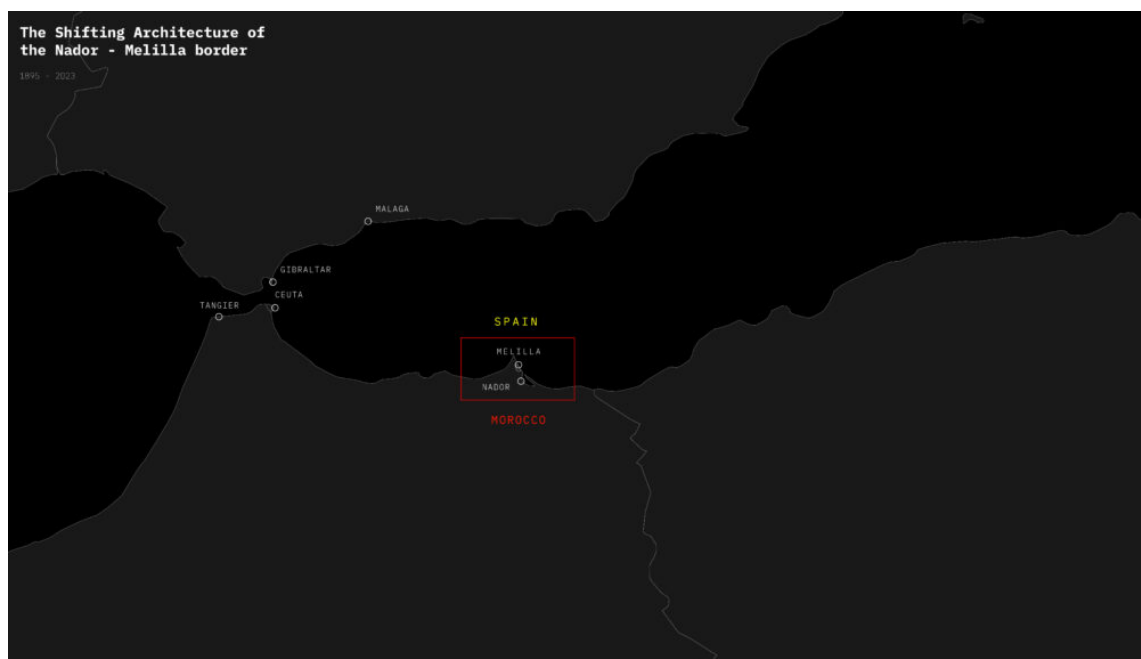 The Shifting Architecture of
the Nador - Melilla border
1895 - 2023
MALAGA
GIBRALTAR
CEUTA
TANGIER
SPAIN
MELILLA
NADOR
MOROCCO